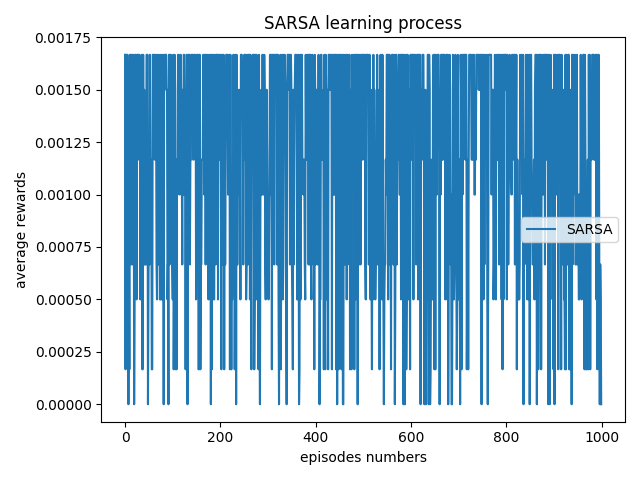 SARSA learning process
0.00175
0.00150
0.00125
0.00100
0.00075
0.00050
0.00025
0.00000
average rewards
SARSA
0 200 400 600 800 1000
episodes numbers